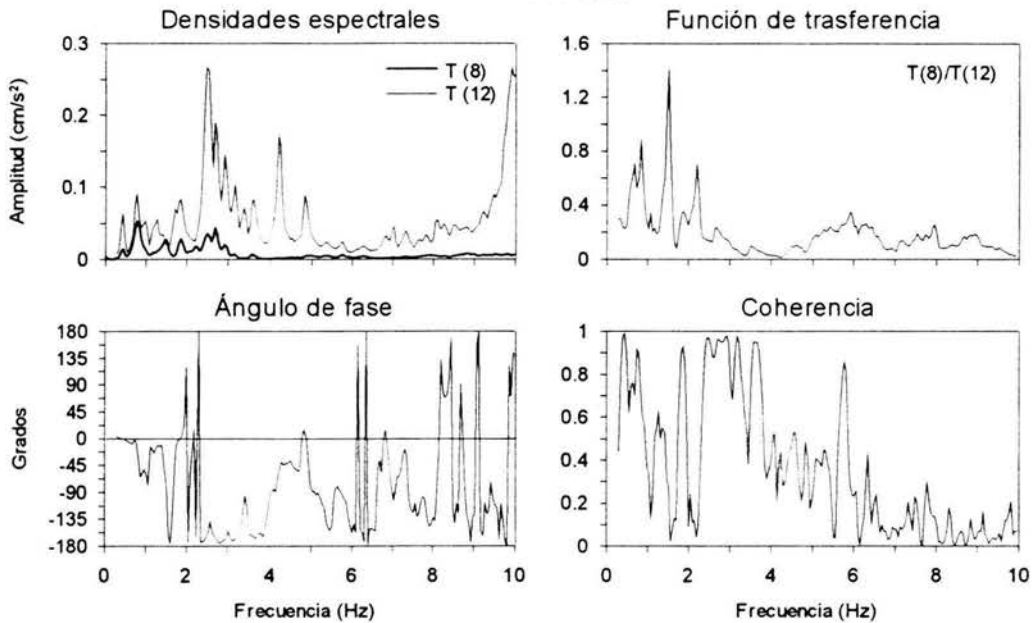 Densidades espectrales
Función de trasferencia
0.3
0.2
0.1
0
Amplitud (cm/s²)
T (8)
T (12)
1.6
1.2
0.8
0.4
0
T(8)/T(12)
Ángulo de fase
Coherencia
180
135
90
45
0
-45
-90
-135
-180
Grados
0 2 4 6 8 10
Frecuencia (Hz)
1
0.8
0.6
0.4
0.2
0
0 2 4 6 8 10
Frecuencia (Hz)